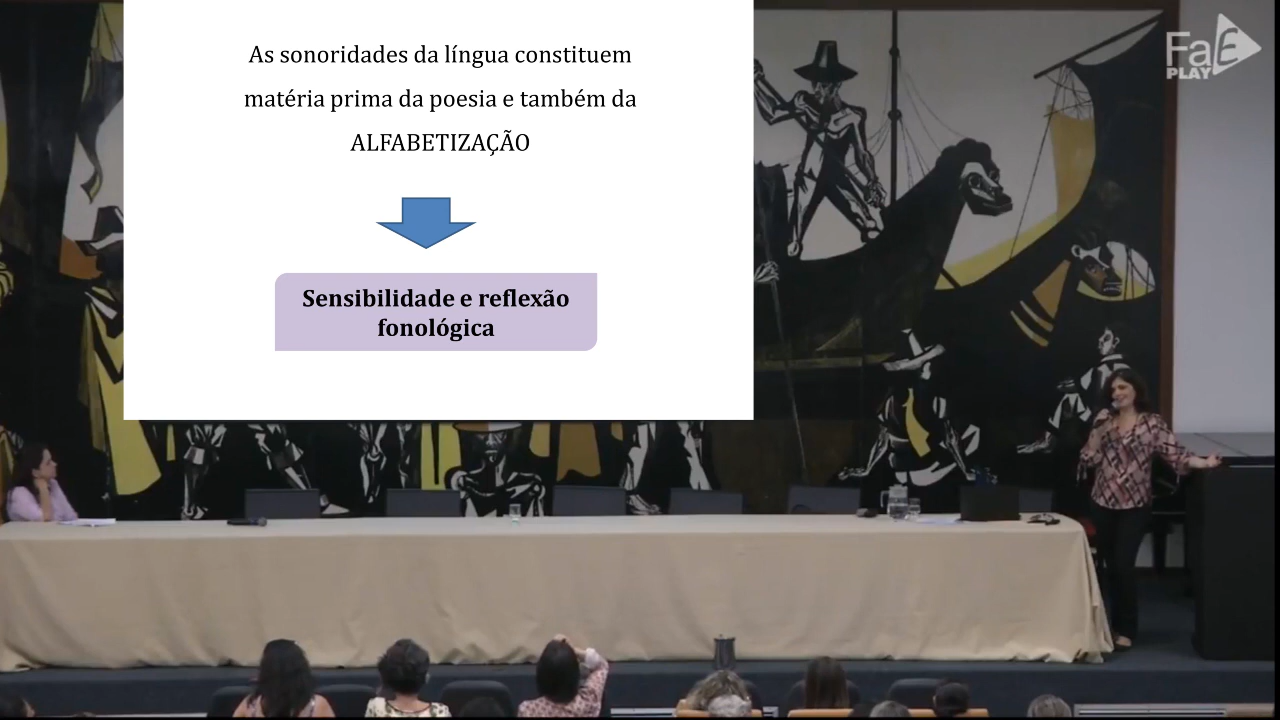 As sonoridades da língua constituem
matéria prima da poesia e também da
ALFABETIZAÇÃO
Sensibilidade e reflexão
fonológica
FaE
PLAY